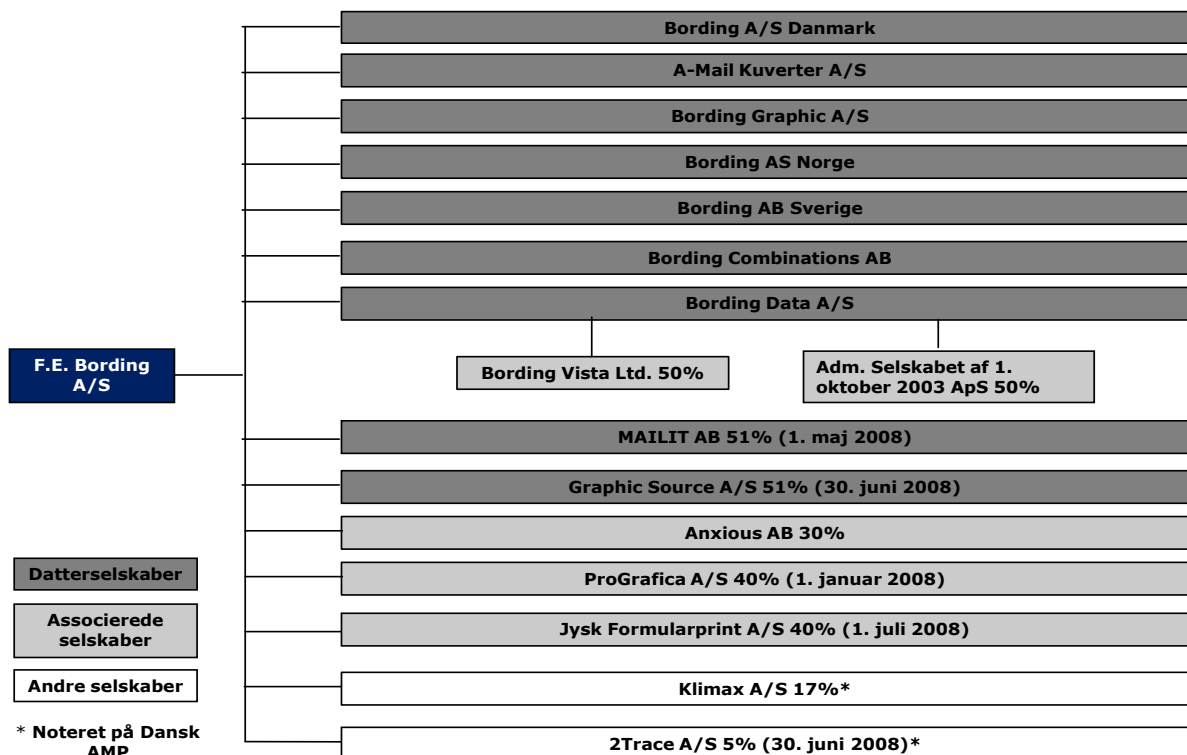 Bording A/S Danmark
A-Mail Kuverter A/S
Bording Graphic A/S
Bording AS Norge
Bording AB Sverige
Bording Combinations AB
Bording Data A/S
F.E. Bording
A/S
Bording Vista Ltd. 50%
Adm. Selskabet af 1.
oktober 2003 ApS 50%
MAILIT AB 51% (1. maj 2008)
Graphic Source A/S 51% (30. juni 2008)
Anxious AB 30%
ProGrafica A/S 40% (1. januar 2008)
Jysk Formularprint A/S 40% (1. juli 2008)
Klimax A/S 17%*
2Trace A/S 5% (30. juni 2008)*
Datterselskaber
Associerede
selskaber
Andre selskaber
* Noteret på Dansk
AMP